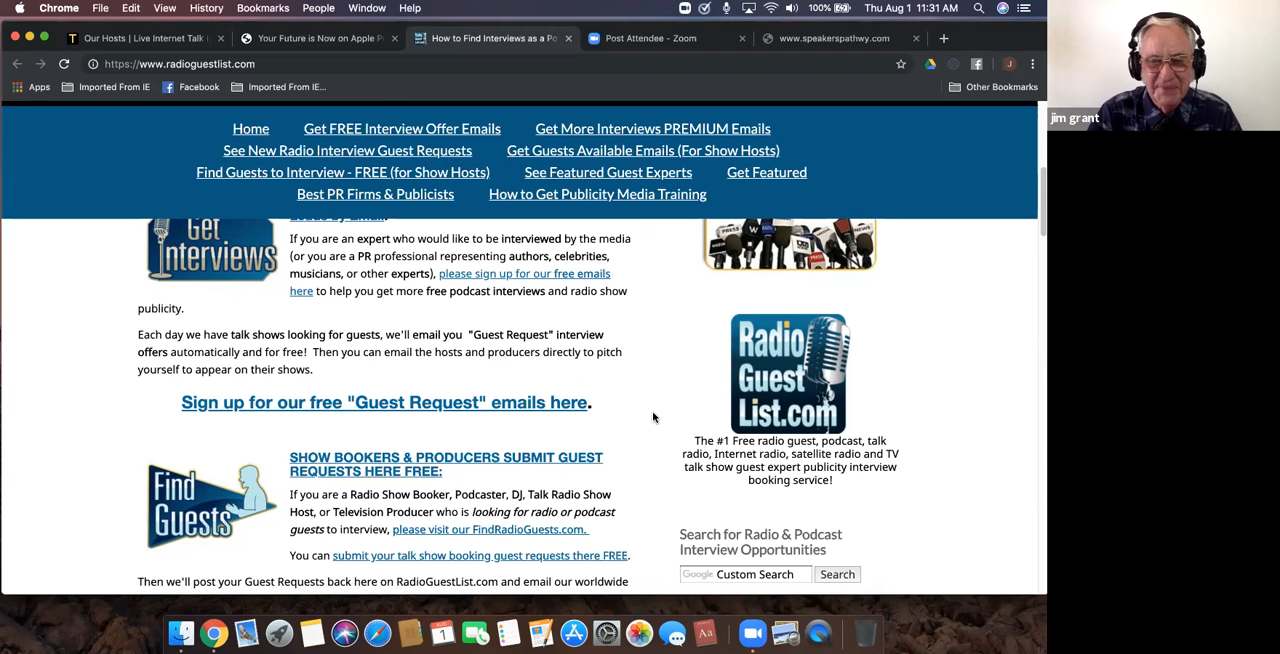 Chrome File Edit View History Bookmarks People Window Help 100% Thu Aug 1 11:31 AM
Our Hosts | Live Internet Talk Your Future is Now on Apple P How to Find Interviews as a Po Post Attendee - Zoom www.speakerspathwy.com
https://www.radioguestlist.com
Apps Imported From IE Facebook Imported From IE... Other Bookmarks
jim grant
Home Get FREE Interview Offer Emails Get More Interviews PREMIUM Emails
See New Radio Interview Guest Requests Get Guests Available Emails (For Show Hosts)
Find Guests to Interview - FREE (for Show Hosts) See Featured Guest Experts Get Featured
Best PR Firms & Publicists How to Get Publicity Media Training
Get
Interviews
If you are an expert who would like to be interviewed by the media
(or you are a PR professional representing authors, celebrities,
musicians, or other experts), please sign up for our free emails
here to help you get more free podcast interviews and radio show
publicity.
Each day we have talk shows looking for guests, we'll email you "Guest Request" interview
offers automatically and for free! Then you can email the hosts and producers directly to pitch
yourself to appear on their shows.
Sign up for our free "Guest Request" emails here.
Find
Guests
SHOW BOOKERS & PRODUCERS SUBMIT GUEST
REQUESTS HERE FREE:
If you are a Radio Show Booker, Podcaster, DJ, Talk Radio Show
Host, or Television Producer who is looking for radio or podcast
guests to interview, please visit our FindRadioGuests.com.
You can submit your talk show booking guest requests there FREE.
Then we'll post your Guest Requests back here on RadioGuestList.com and email our worldwide
PRESS NEWS
Radio
Guest
List.com
The #1 Free radio guest, podcast, talk
radio, Internet radio, satellite radio and TV
talk show guest expert publicity interview
booking service!
Search for Radio & Podcast
Interview Opportunities
Google Custom Search Search